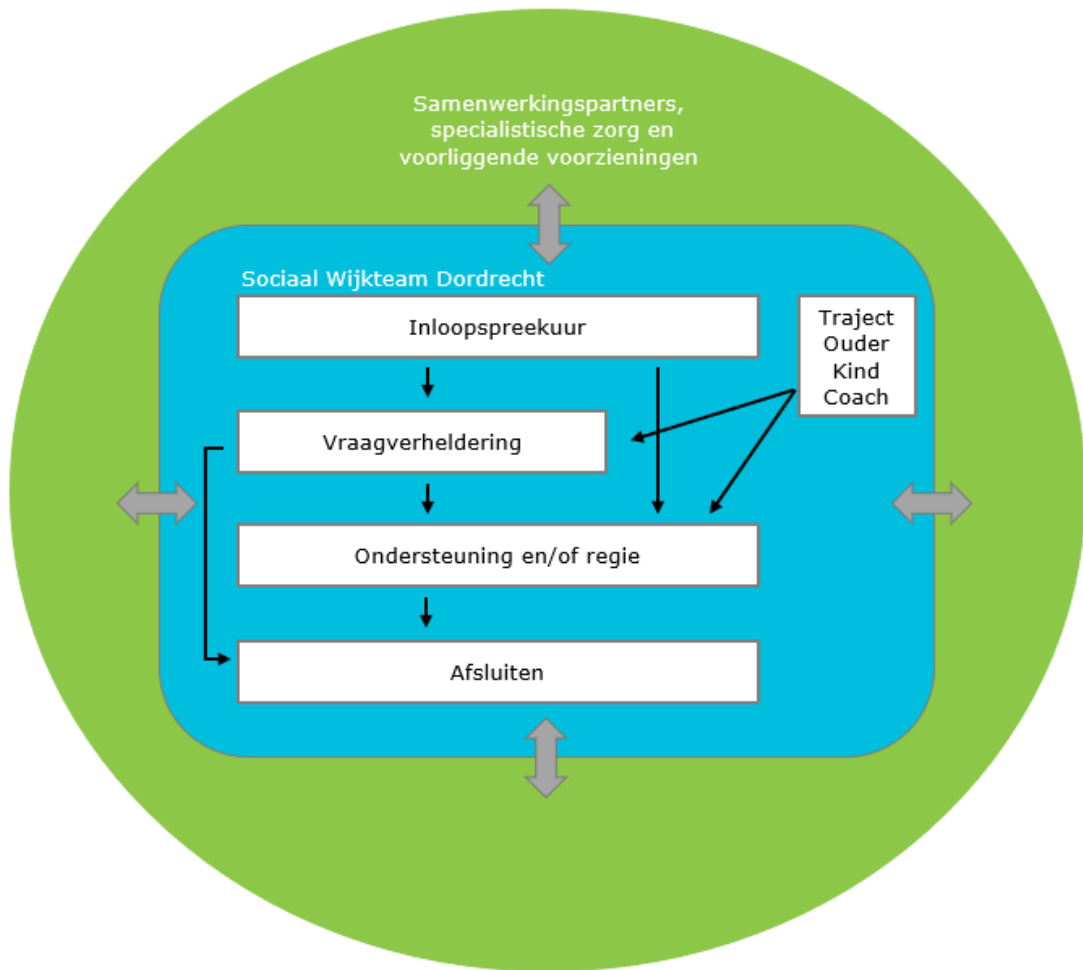 Samenwerkingspartners,
specialistische zorg en
voorliggende voorzieningen
Sociaal Wijkteam Dordrecht
Inloopspreekuur
Traject
Ouder
Kind
Coach
Vraagverheldering
Ondersteuning en/of regie
Afsluiten